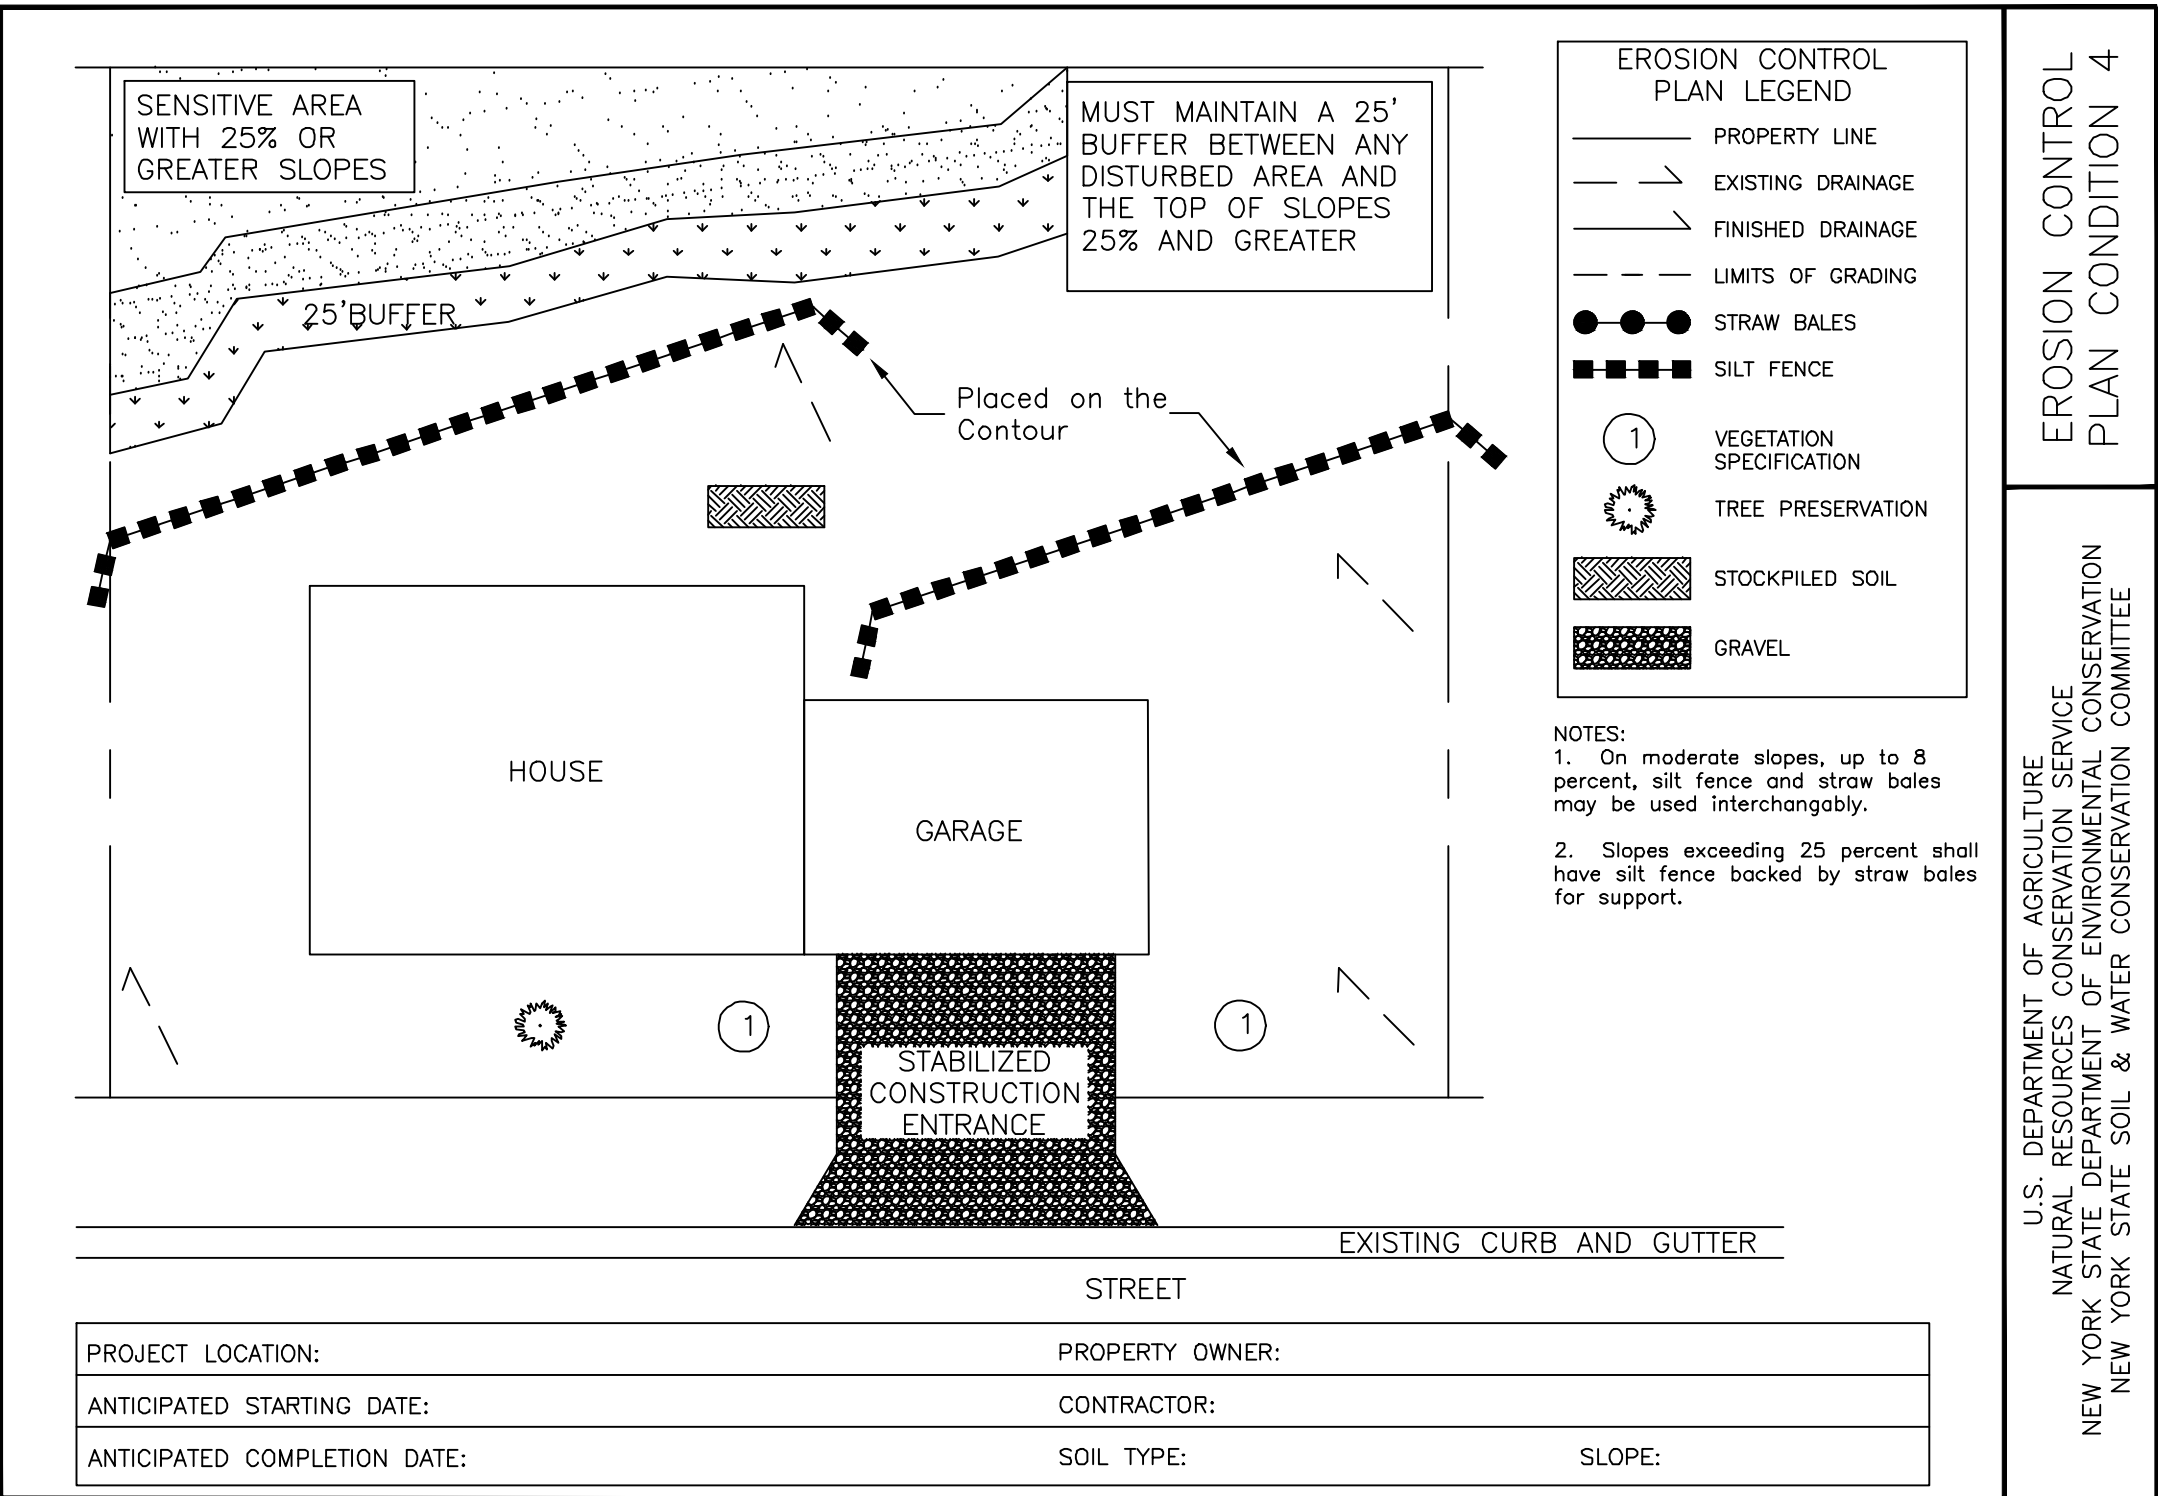 SENSITIVE AREA
WITH 25% OR
GREATER SLOPES
MUST MAINTAIN A 25'
BUFFER BETWEEN ANY
DISTURBED AREA AND
THE TOP OF SLOPES
25% AND GREATER
25'BUFFER
Placed on the
Contour
HOUSE
GARAGE
1
1
STABILIZED
CONSTRUCTION
ENTRANCE
EXISTING CURB AND GUTTER
STREET
EROSION CONTROL
PLAN LEGEND
PROPERTY LINE
EXISTING DRAINAGE
FINISHED DRAINAGE
LIMITS OF GRADING
STRAW BALES
SILT FENCE
1
VEGETATION
SPECIFICATION
TREE PRESERVATION
STOCKPILED SOIL
GRAVEL
NOTES:
1. On moderate slopes, up to 8
percent, silt fence and straw bales
may be used interchangably.
2. Slopes exceeding 25 percent shall
have silt fence backed by straw bales
for support.
PROJECT LOCATION:
PROPERTY OWNER:
ANTICIPATED STARTING DATE:
CONTRACTOR:
ANTICIPATED COMPLETION DATE:
SOIL TYPE:
SLOPE:
EROSION CONTROL
PLAN CONDITION 4
U.S. DEPARTMENT OF AGRICULTURE
NATURAL RESOURCES CONSERVATION SERVICE
NEW YORK STATE DEPARTMENT OF ENVIRONMENTAL CONSERVATION
NEW YORK STATE SOIL & WATER CONSERVATION COMMITTEE